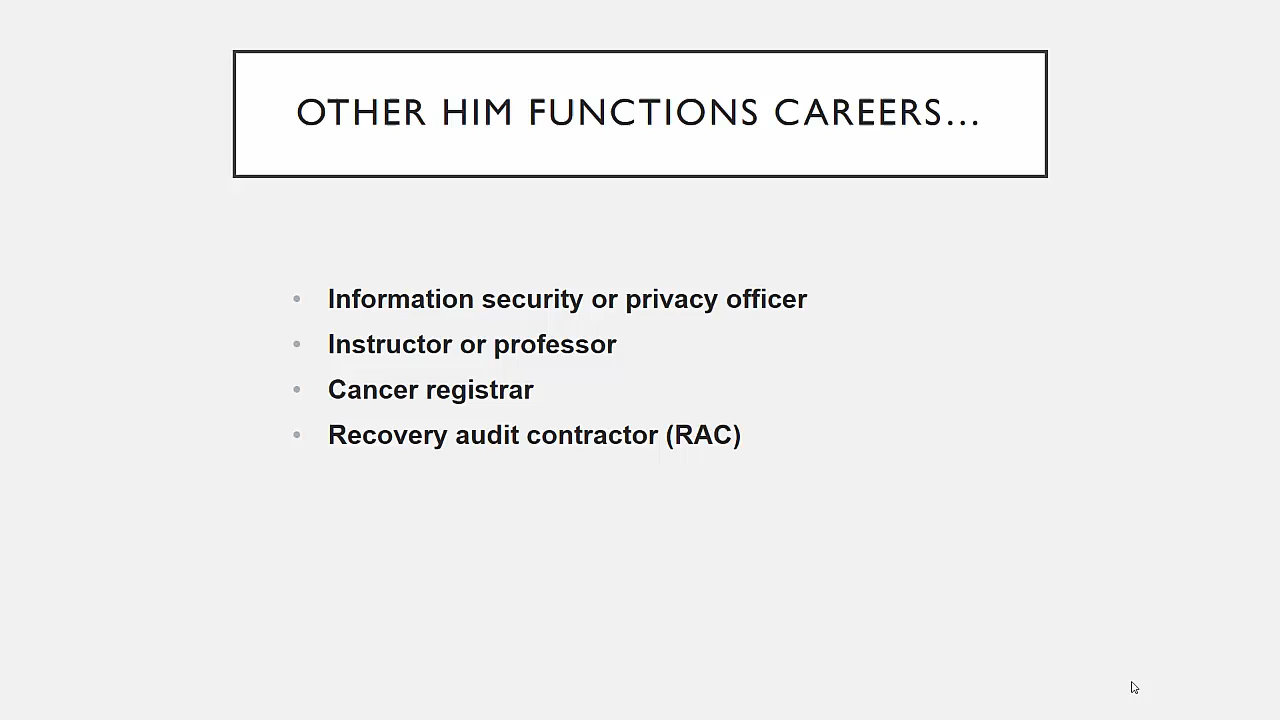 OTHER HIM FUNCTIONS CAREERS…
• Information security or privacy officer
• Instructor or professor
• Cancer registrar
• Recovery audit contractor (RAC)